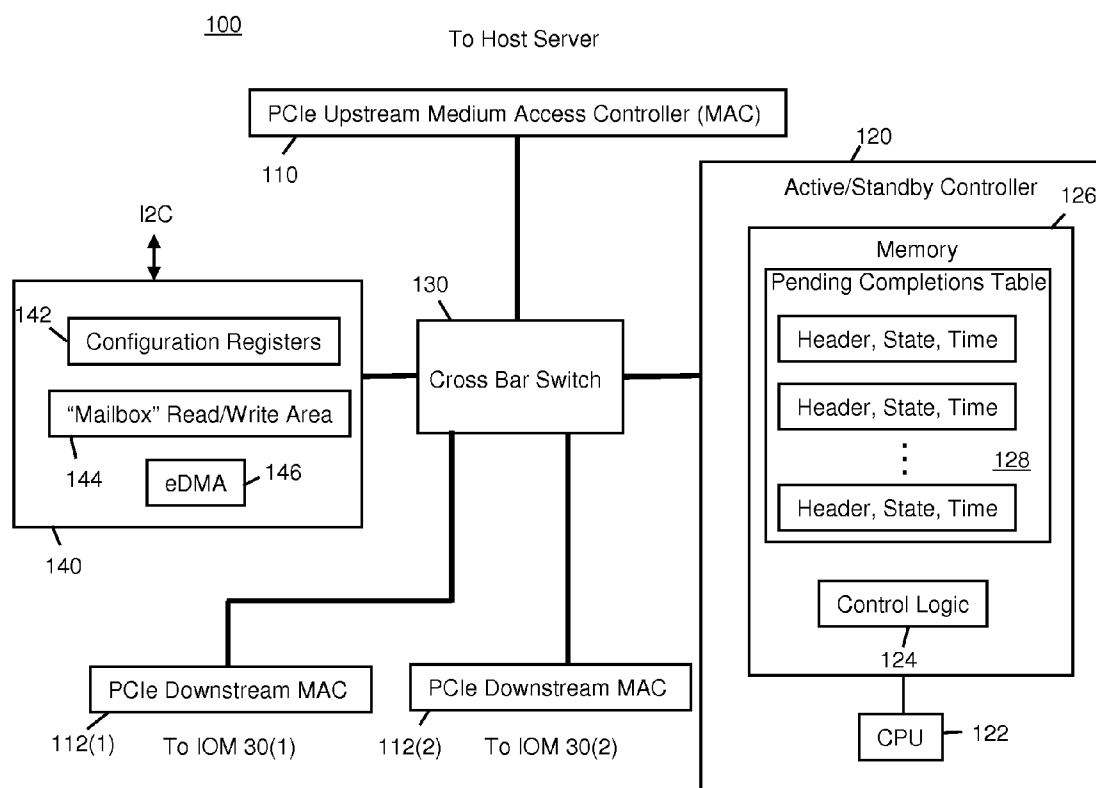 100
To Host Server
PCIe Upstream Medium Access Controller (MAC)
110
120
Active/Standby Controller
126
Memory
Pending Completions Table
Header, State, Time
Header, State, Time
128
Header, State, Time
Control Logic
124
CPU
122
I2C
142
Configuration Registers
"Mailbox" Read/Write Area
144
eDMA
146
140
130
Cross Bar Switch
PCIe Downstream MAC
112(1)
To IOM 30(1)
PCIe Downstream MAC
112(2)
To IOM 30(2)